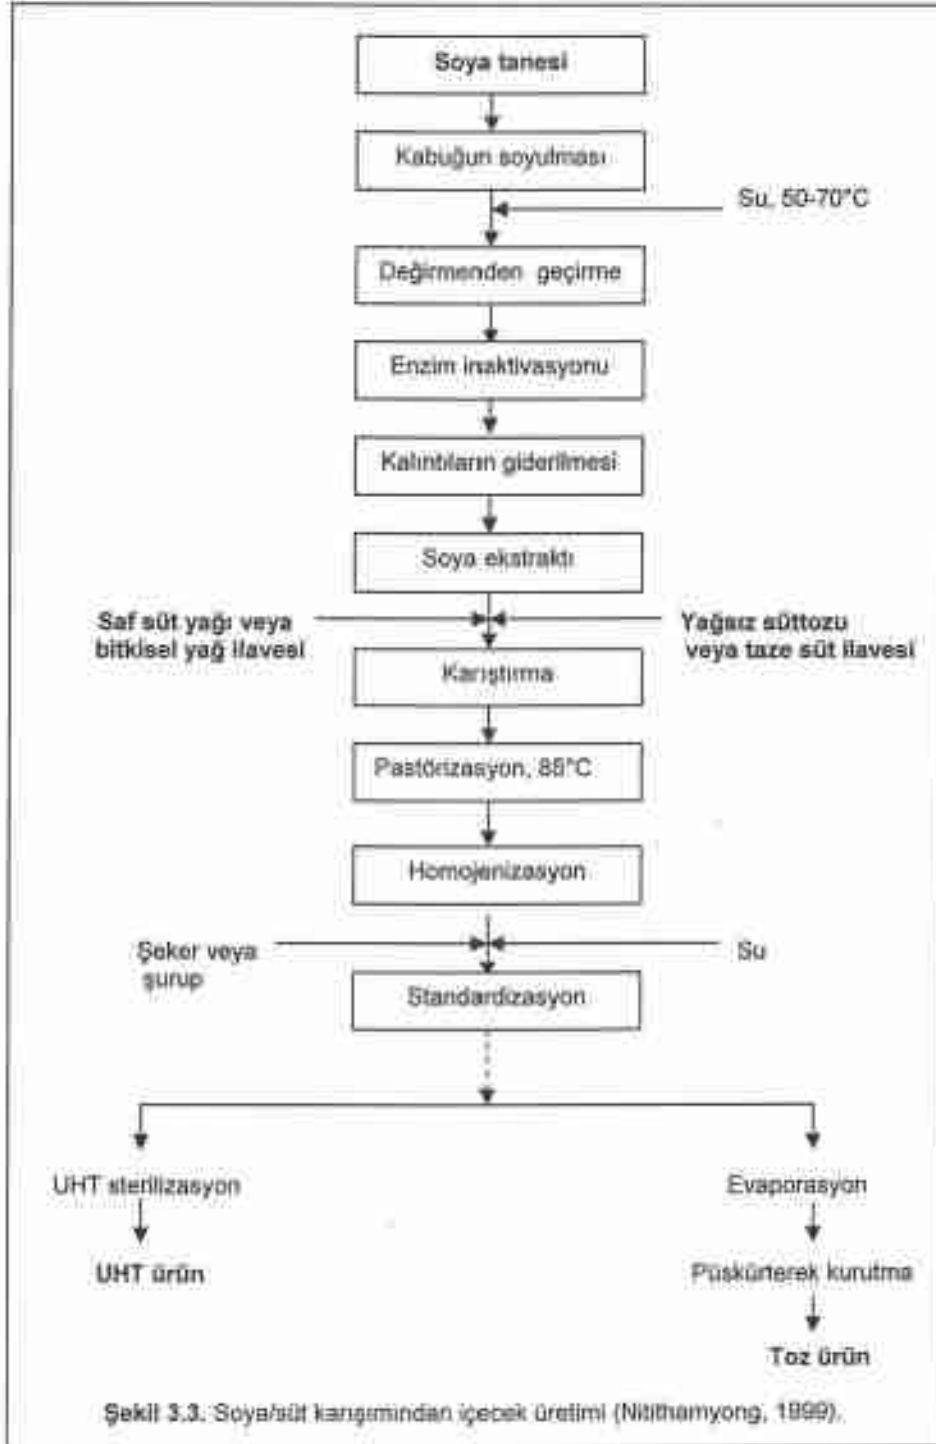 Soya tanesi
Kabuğun soyulması
Su, 50-70°C
Değirmenden geçirme
Enzim inaktivasyonu
Kalıntıların giderilmesi
Soya ekstraktı
Saf süt yağı veya
bitkisel yağ ilavesi
Yağsız süttozu
veya taze süt ilavesi
Karıştırma
Pastörizasyon, 85°C
Homojenizasyon
Şeker veya
şurup
Su
Standardizasyon
UHT sterilizasyon
Evaporasyon
UHT ürün
Püskürterek kurutma
Toz ürün
Şekil 3.3. Soya/süt karışımından içecek üretimi (Nitithamyong, 1999).